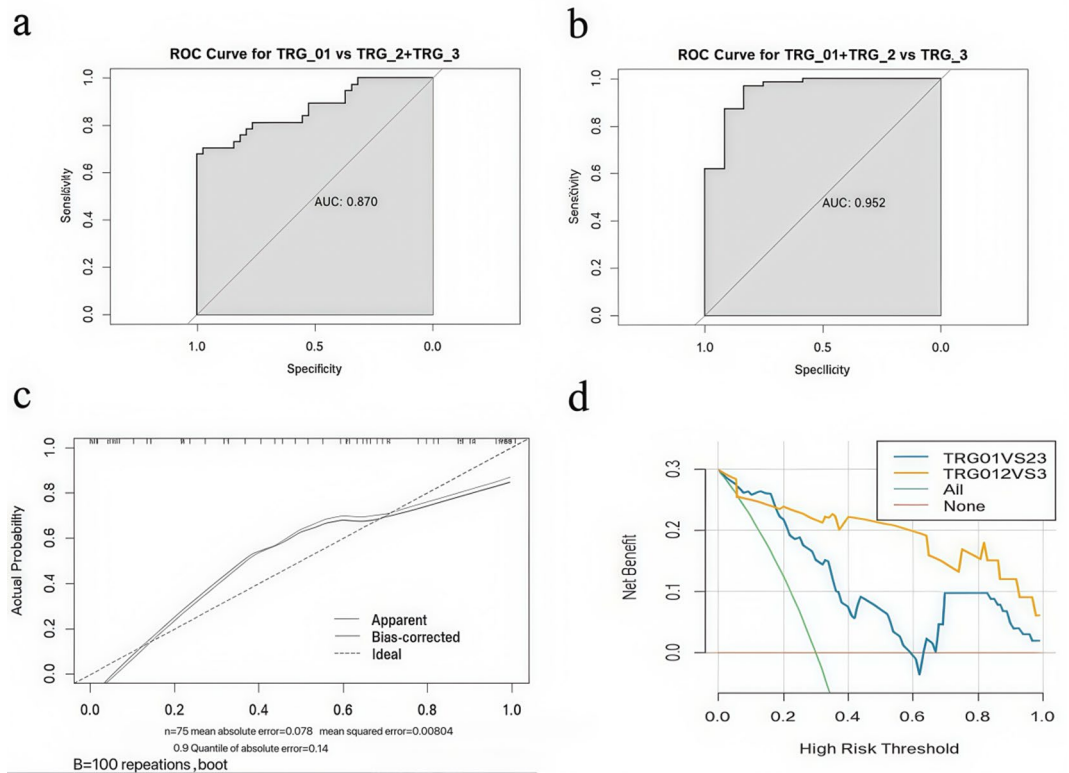 a
ROC Curve for TRG_01 vs TRG_2+TRG_3
1.0
0.8
0.6
0.4
0.2
0.0
Sensitivity
AUC: 0.870
1.0 0.5 0.0
Specificity
b
ROC Curve for TRG_01+TRG_2 vs TRG_3
1.0
0.8
0.6
0.4
0.2
0.0
Sensitivity
AUC: 0.952
1.0 0.5 0.0
Specificity
c
1.0
0.8
0.6
0.4
0.2
0.0
Aotual Probability
Apparent
Bias-corrected
Ideal
0.0 0.2 0.4 0.6 0.8 1.0
n=75 mean absolute error=0.078 mean squared error=0.00804
0.9 Quantile of absolute error=0.14
B=100 repeations ,boot
d
TRG01VS23
TRG012VS3
All
None
0.3
0.2
0.1
0.0
Net Benefit
0.0 0.2 0.4 0.6 0.8 1.0
High Risk Threshold